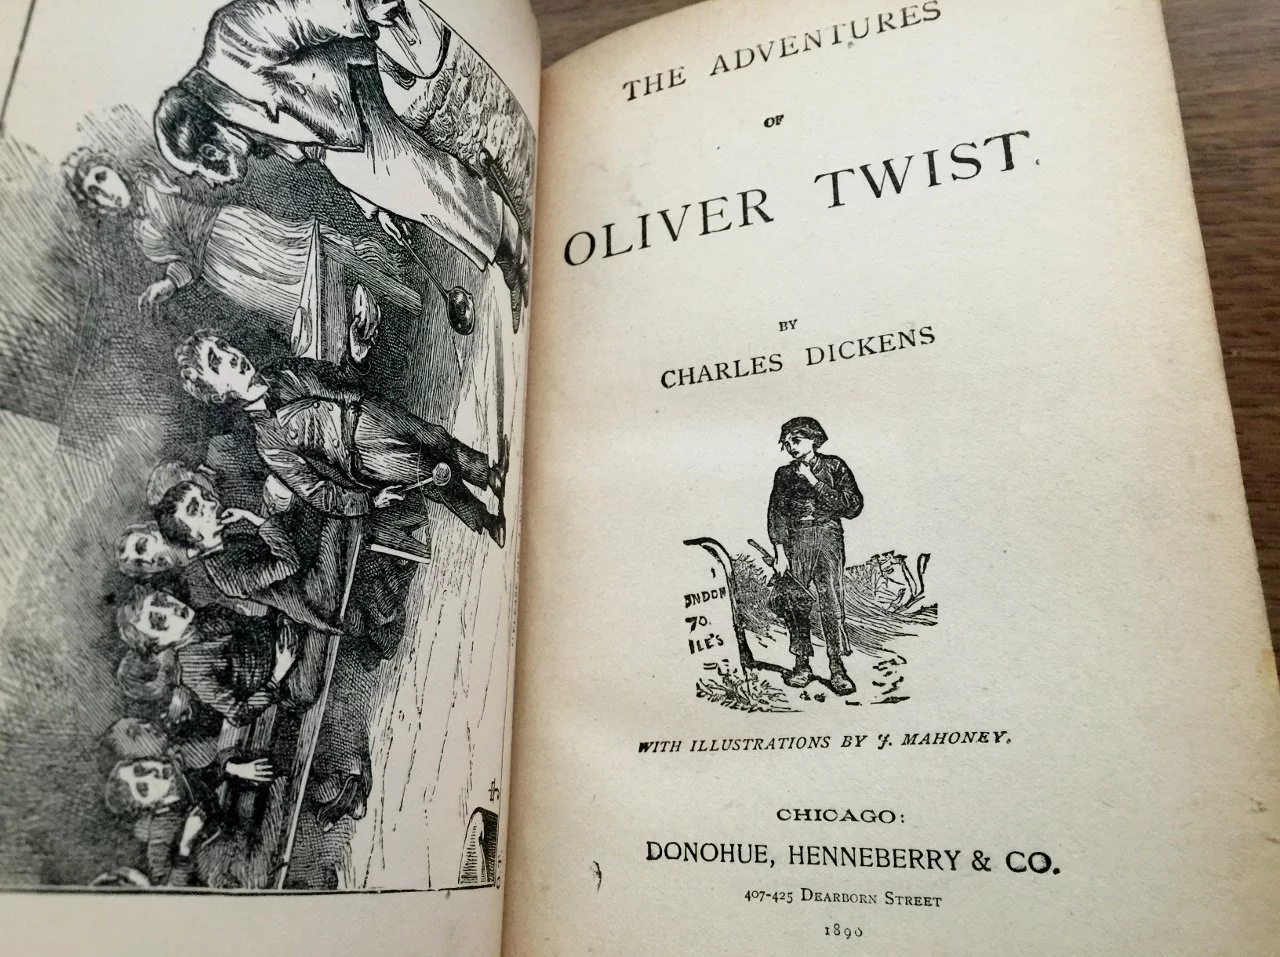 THE ADVENTURES
OF
OLIVER TWIST.
BY
CHARLES DICKENS
ONDON
70.
ILE'S
WITH ILLUSTRATIONS BY J. MAHONEY.
CHICAGO:
DONOHUE, HENNEBERRY & CO.
407-425 DEARBORN STREET
1890